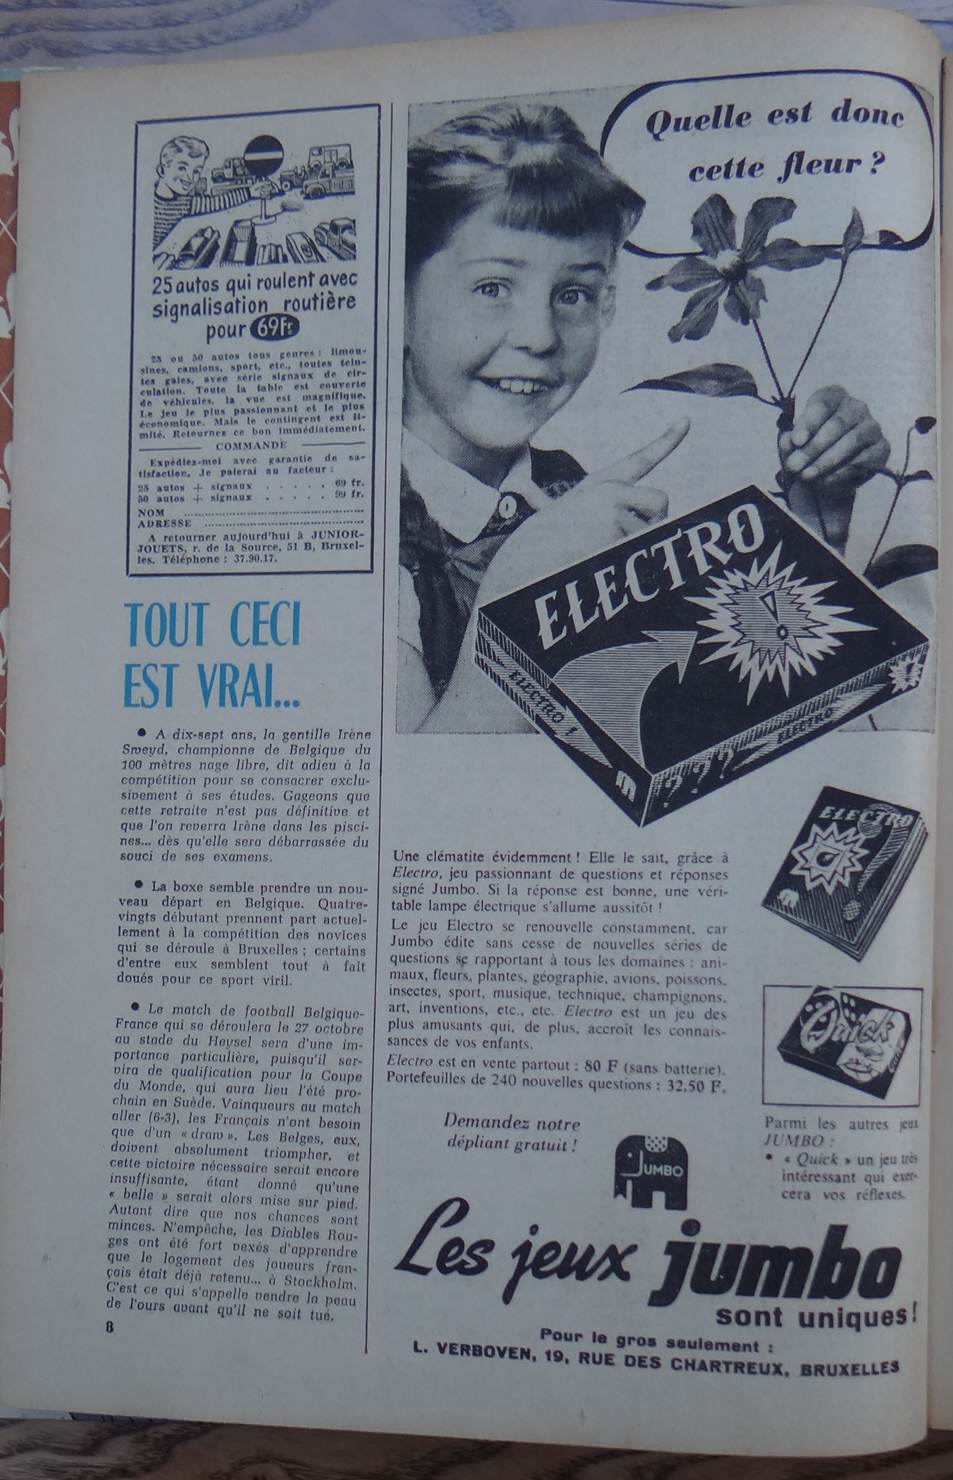 25 autos qui roulent avec
signalisation routière
pour 69Fr
25 ou 50 autos tous genres : limou-
sines, camions, sport, etc., toutes tein-
tes gaies, avec série signaux de cir-
culation. Toute la table est couverte
de véhicules, la vue est magnifique.
Le jeu le plus passionnant et le plus
économique. Mais le contingent est li-
mité. Retournez ce bon immédiatement.
COMMANDE
Expédiez-moi avec garantie de sa-
tisfaction. Je paierai au facteur :
25 autos + signaux . . . . . 69 fr.
50 autos + signaux . . . . . 99 fr.
NOM
ADRESSE
A retourner aujourd'hui à JUNIOR-
JOUETS, r. de la Source, 51 B, Bruxel-
les. Téléphone : 37.90.17.
TOUT CECI
EST VRAI...
● A dix-sept ans, la gentille Irène
Sweyd, championne de Belgique du
100 mètres nage libre, dit adieu à la
compétition pour se consacrer exclu-
sivement à ses études. Gageons que
cette retraite n'est pas définitive et
que l'on reverra Irène dans les pisci-
nes... dès qu'elle sera débarrassée du
souci de ses examens.
● La boxe semble prendre un nou-
veau départ en Belgique. Quatre-
vingts débutant prennent part actuel-
lement à la compétition des novices
qui se déroule à Bruxelles ; certains
d'entre eux semblent tout à fait
doués pour ce sport viril.
● Le match de football Belgique-
France qui se déroulera le 27 octobre
au stade du Heysel sera d'une im-
portance particulière, puisqu'il ser-
vira de qualification pour la Coupe
du Monde, qui aura lieu l'été pro-
chain en Suède. Vainqueurs au match
aller (6-3), les Français n'ont besoin
que d'un « draw ». Les Belges, eux,
doivent absolument triompher, et
cette victoire nécessaire serait encore
insuffisante, étant donné qu'une
« belle » serait alors mise sur pied.
Autant dire que nos chances sont
minces. N'empêche, les Diables Rou-
ges ont été fort vexés d'apprendre
que le logement des joueurs fran-
çais était déjà retenu... à Stockholm.
C'est ce qui s'appelle vendre la peau
de l'ours avant qu'il ne soit tué.
8
Quelle est donc
cette fleur ?
ELECTRO
!
ELECTRO !
???
ELECTRO
Une clématite évidemment ! Elle le sait, grâce à
Electro, jeu passionnant de questions et réponses
signé Jumbo. Si la réponse est bonne, une véri-
table lampe électrique s'allume aussitôt !
Le jeu Electro se renouvelle constamment, car
Jumbo édite sans cesse de nouvelles séries de
questions se rapportant à tous les domaines : ani-
maux, fleurs, plantes, géographie, avions, poissons,
insectes, sport, musique, technique, champignons,
art, inventions, etc., etc. Electro est un jeu des
plus amusants qui, de plus, accroît les connais-
sances de vos enfants.
Electro est en vente partout : 80 F (sans batterie).
Portefeuilles de 240 nouvelles questions : 32,50 F.
Demandez notre
dépliant gratuit !
JUMBO
ELECTRO
Quick
Parmi les autres jeux
JUMBO :
• « Quick » un jeu très
intéressant qui exer-
cera vos réflexes.
Les jeux jumbo
sont uniques !
Pour le gros seulement :
L. VERBOVEN, 19, RUE DES CHARTREUX, BRUXELLES